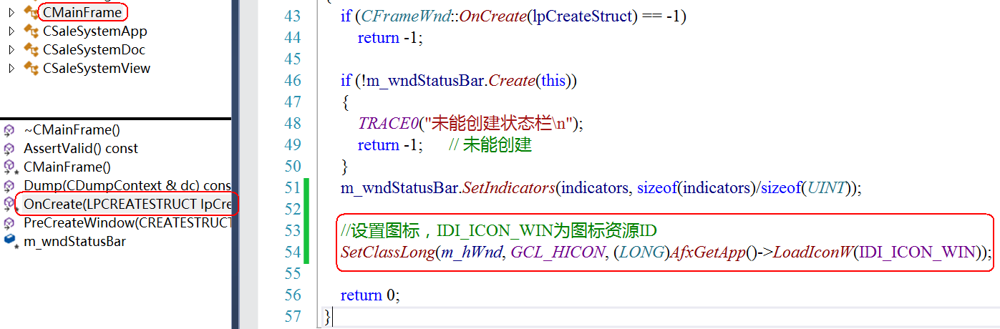 CMainFrame
CSaleSystemApp
CSaleSystemDoc
CSaleSystemView
~CMainFrame()
AssertValid() const
CMainFrame()
Dump(CDumpContext & dc) cons
OnCreate(LPCREATESTRUCT lpCre
PreCreateWindow(CREATESTRUCT
m_wndStatusBar
43 if (CFrameWnd::OnCreate(lpCreateStruct) == -1)
44 return -1;
45
46 if (!m_wndStatusBar.Create(this))
47 {
48 TRACE0("未能创建状态栏\n");
49 return -1; // 未能创建
50 }
51 m_wndStatusBar.SetIndicators(indicators, sizeof(indicators)/sizeof(UINT));
52
53 //设置图标，IDI_ICON_WIN为图标资源ID
54 SetClassLong(m_hWnd, GCL_HICON, (LONG)AfxGetApp()->LoadIconW(IDI_ICON_WIN));
55
56 return 0;
57 }